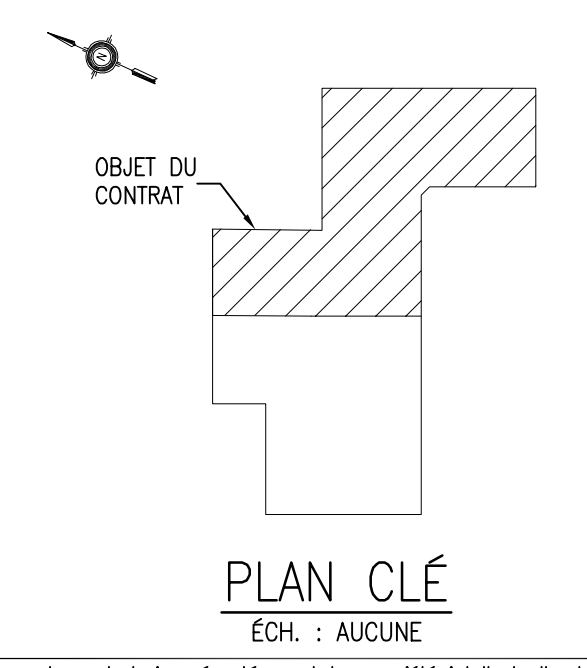 N
OBJET DU
CONTRAT
PLAN CLÉ
ÉCH. : AUCUNE